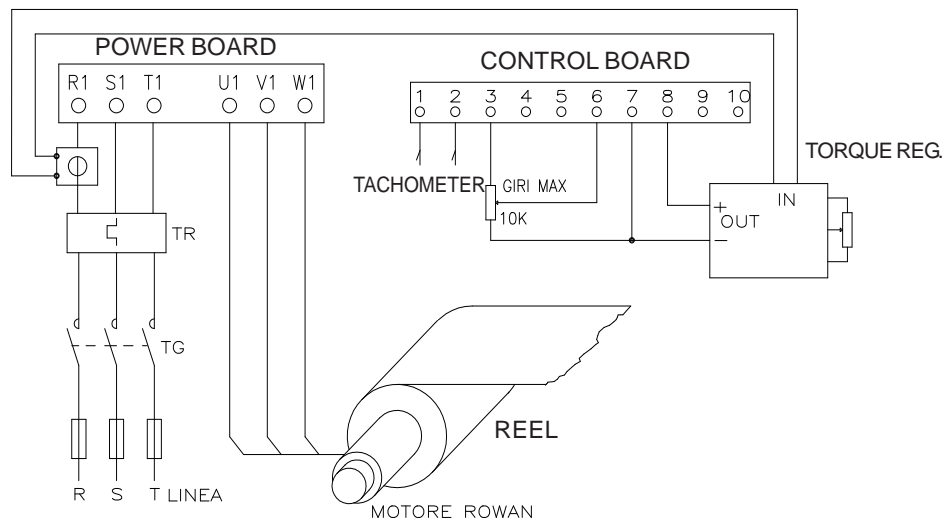 POWER BOARD
R1 S1 T1 U1 V1 W1
CONTROL BOARD
1 2 3 4 5 6 7 8 9 10
TORQUE REG.
TACHOMETER
GIRI MAX
10K
+ IN
OUT
-
TR
TG
REEL
R S T LINEA
MOTORE ROWAN